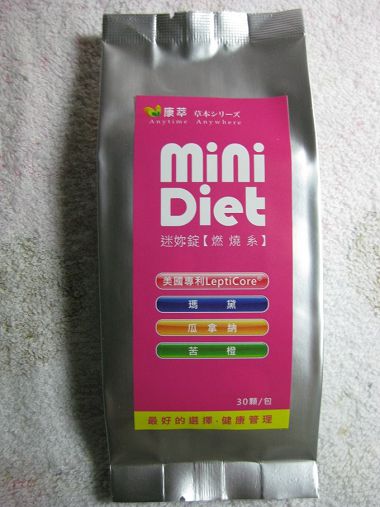 康萃 草本シリーズ
Anytime Anywhere
mini
Diet
迷妳錠【燃燒系】
美國專利LeptiCore®
瑪黛
瓜拿納
苦橙
30顆/包
最好的選擇．健康管理